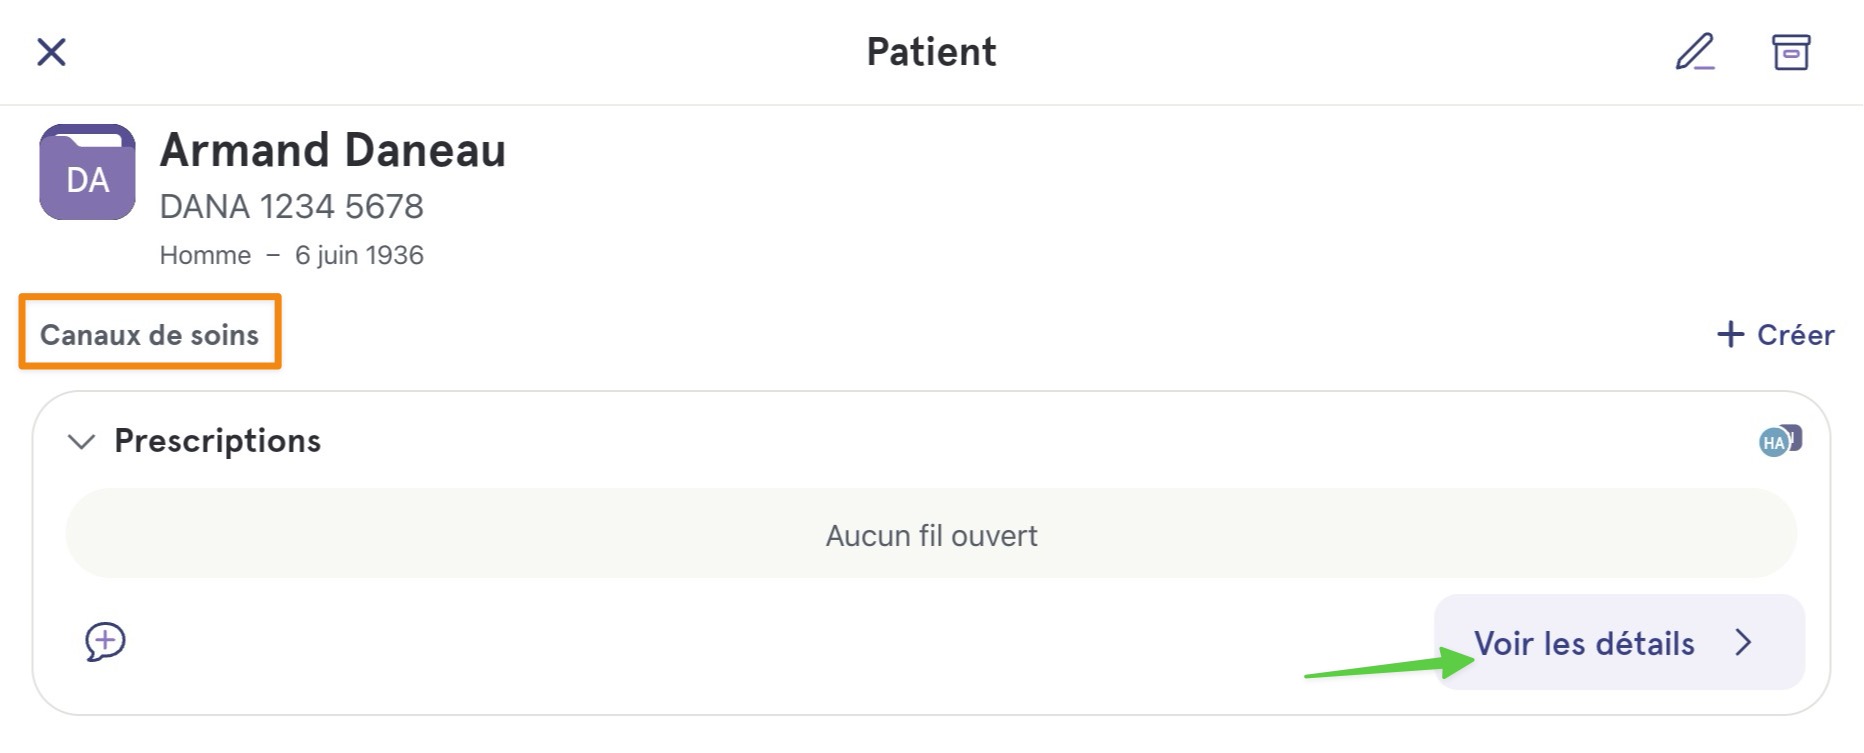 Patient
DA
Armand Daneau
DANA 1234 5678
Homme – 6 juin 1936
Canaux de soins
+ Créer
Prescriptions
HA
Aucun fil ouvert
Voir les détails